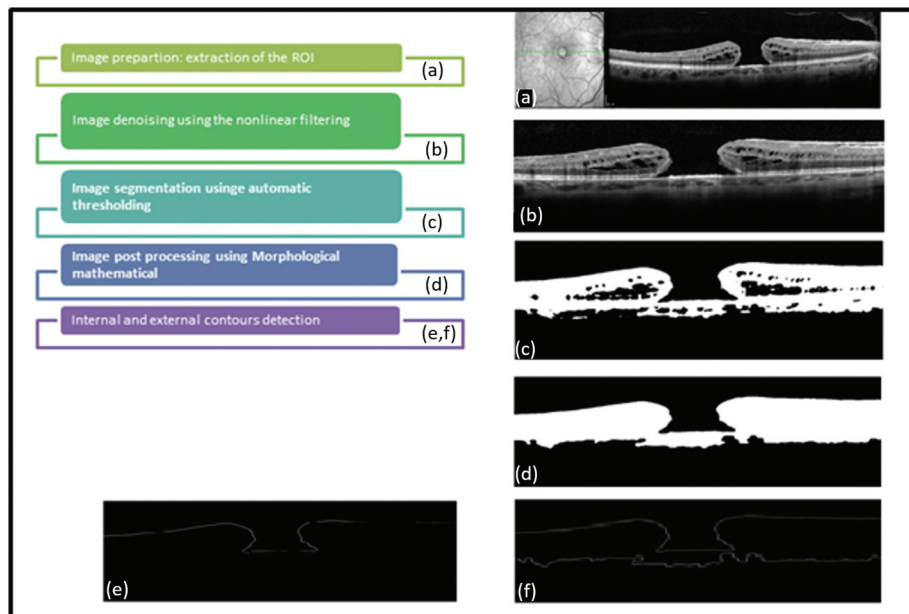 Image prepartion: extraction of the ROI
(a)
Image denoising using the nonlinear filtering
(b)
Image segmentation usinge automatic
thresholding
(c)
Image post processing using Morphological
mathematical
(d)
Internal and external contours detection
(e,f)
(a)
(b)
(c)
(d)
(e)
(f)